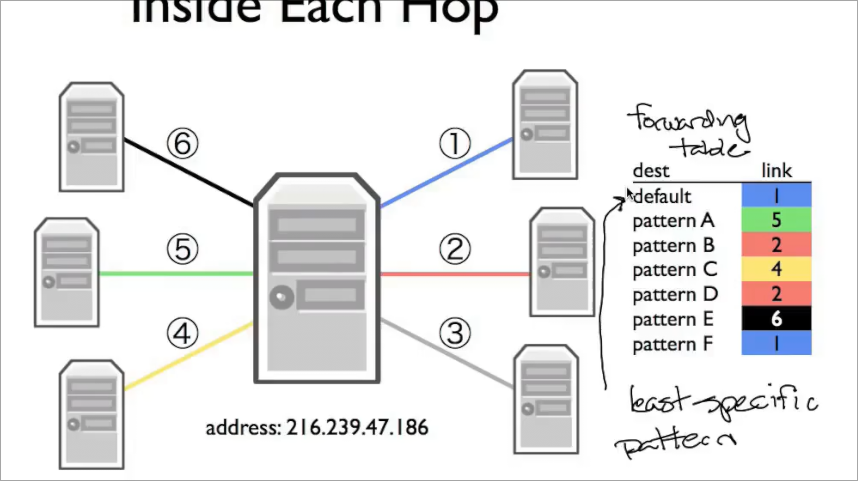 Inside Each Hop
⑥
①
⑤
②
④
③
address: 216.239.47.186
forwarding
table
dest link
default 1
pattern A 5
pattern B 2
pattern C 4
pattern D 2
pattern E 6
pattern F 1
least-specific
pattern